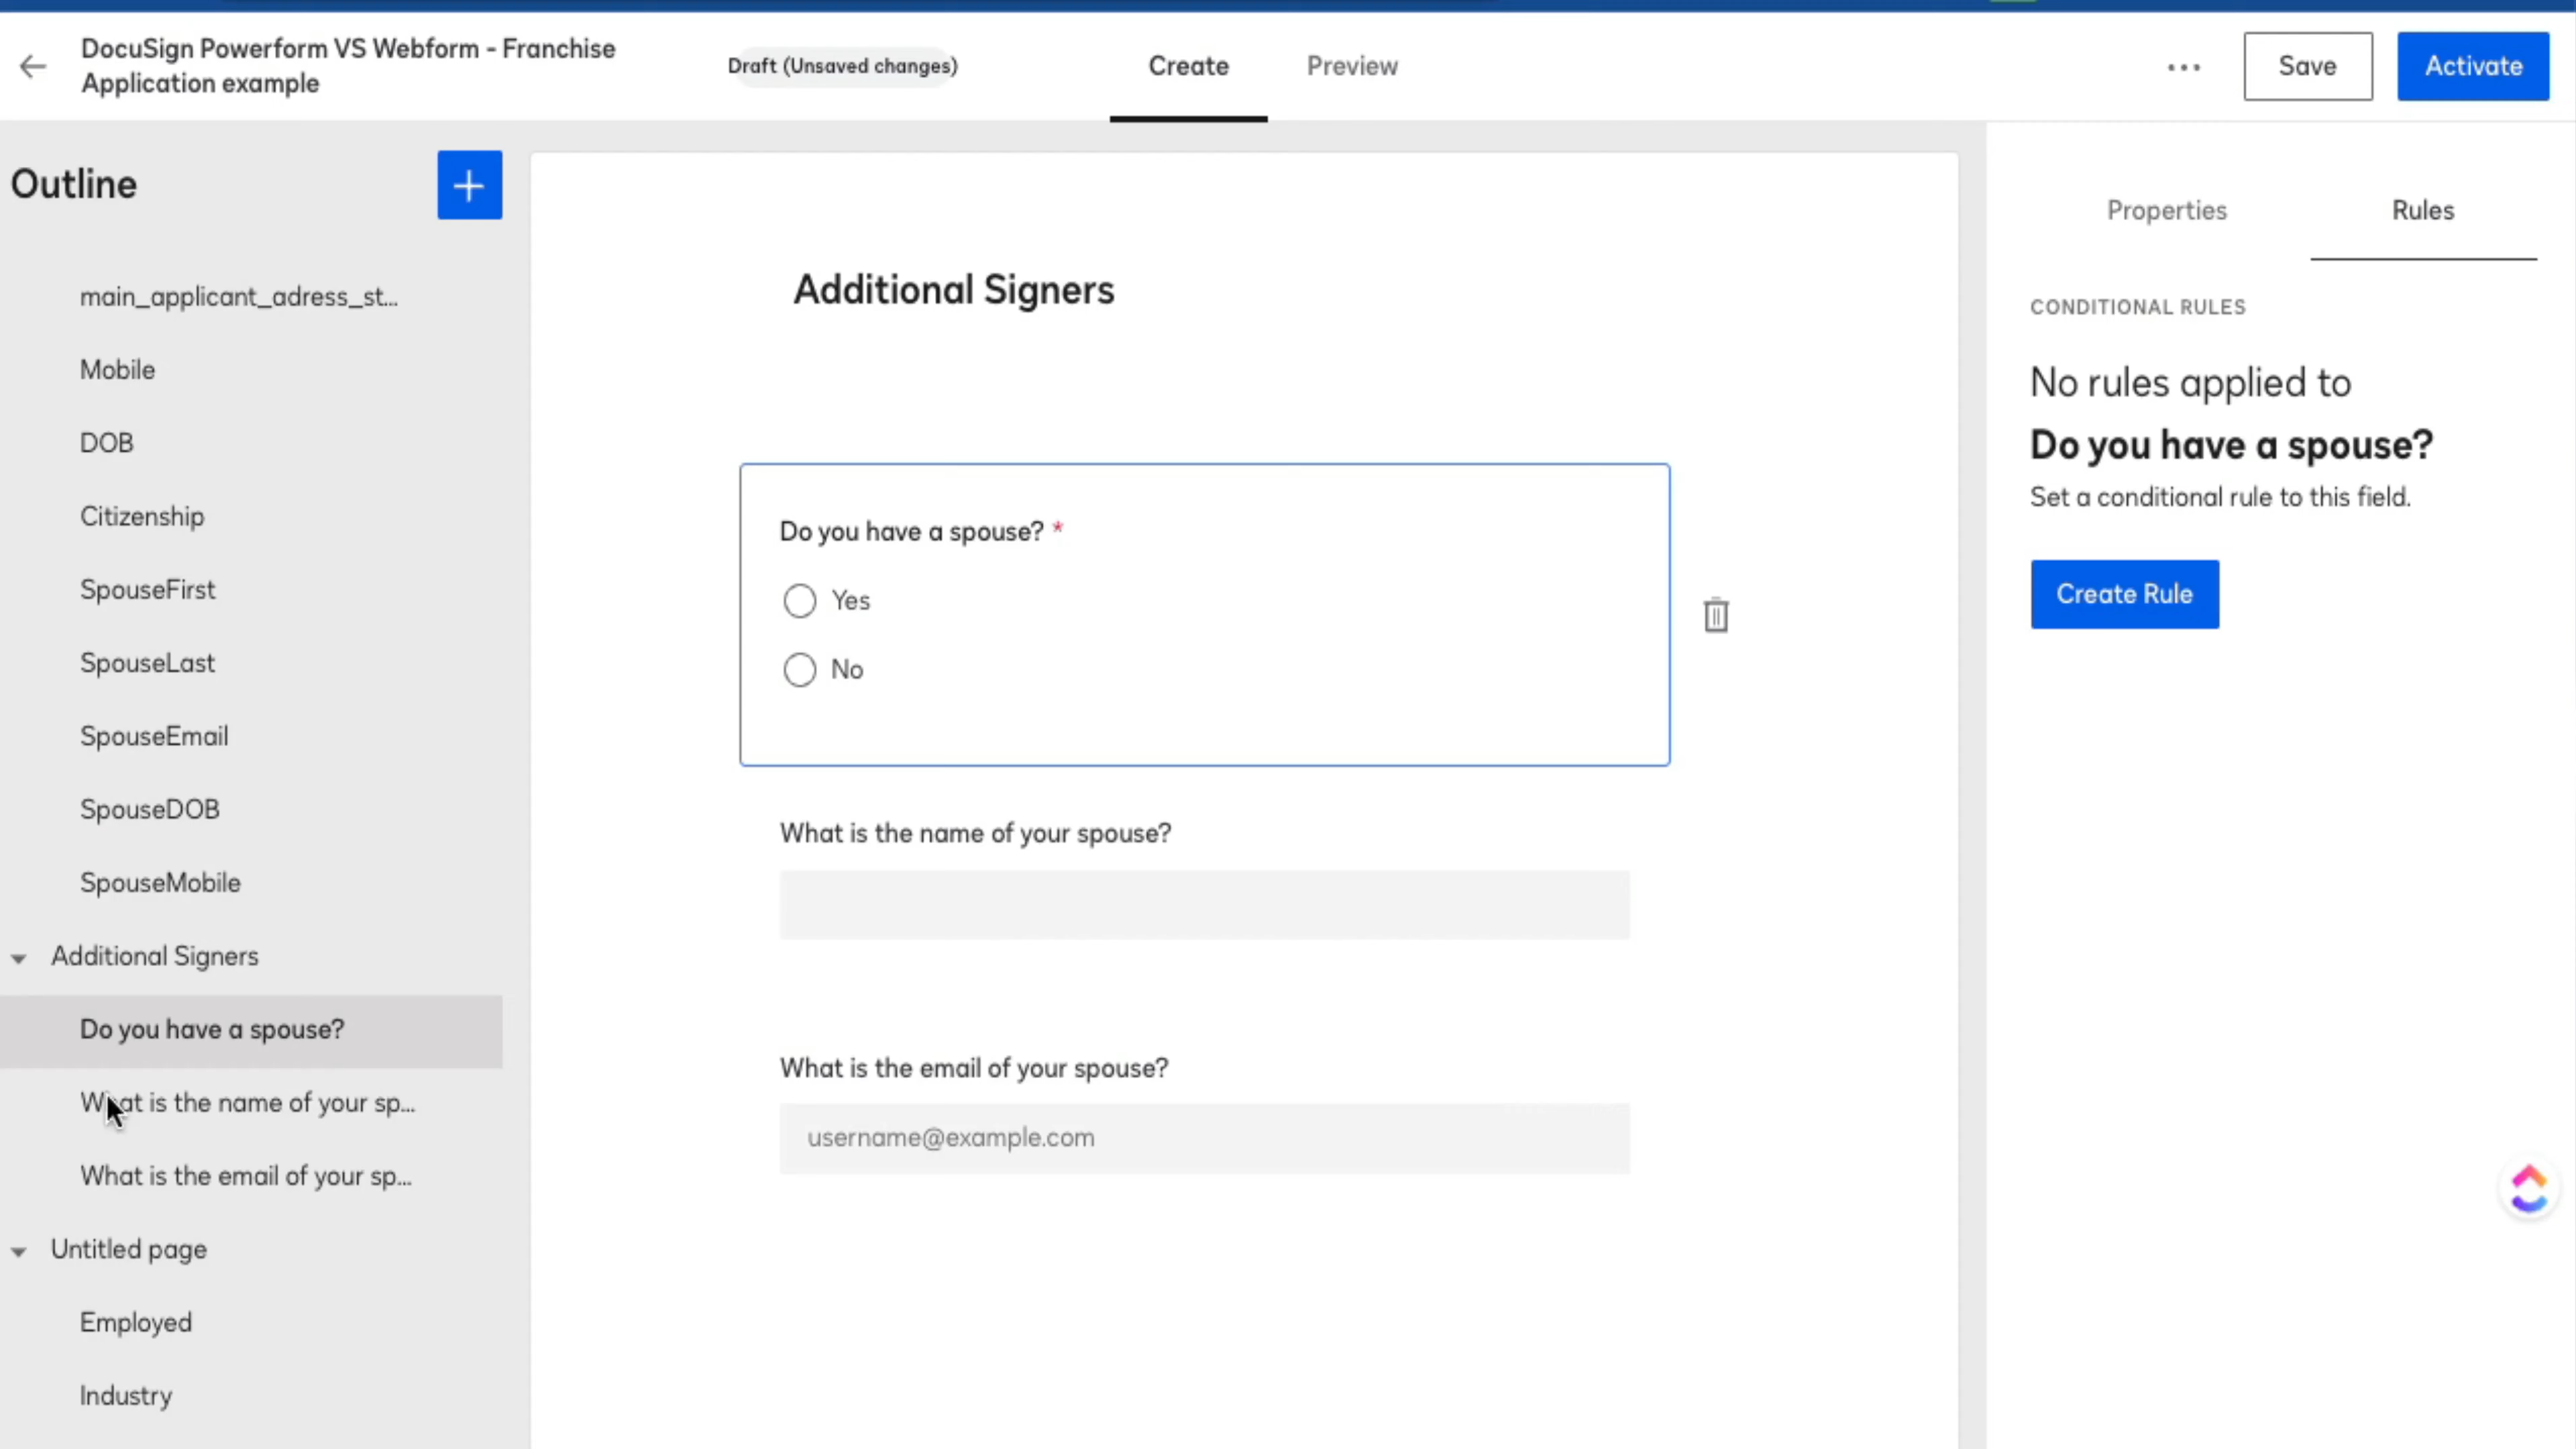 DocuSign Powerform VS Webform - Franchise
Application example
Draft (Unsaved changes)
Create
Preview
Save
Activate
Outline
main_applicant_adress_st...
Mobile
DOB
Citizenship
SpouseFirst
SpouseLast
SpouseEmail
SpouseDOB
SpouseMobile
Additional Signers
Do you have a spouse?
What is the name of your sp...
What is the email of your sp...
Untitled page
Employed
Industry
Additional Signers
Do you have a spouse? *
Yes
No
What is the name of your spouse?
What is the email of your spouse?
username@example.com
Properties
Rules
CONDITIONAL RULES
No rules applied to
Do you have a spouse?
Set a conditional rule to this field.
Create Rule